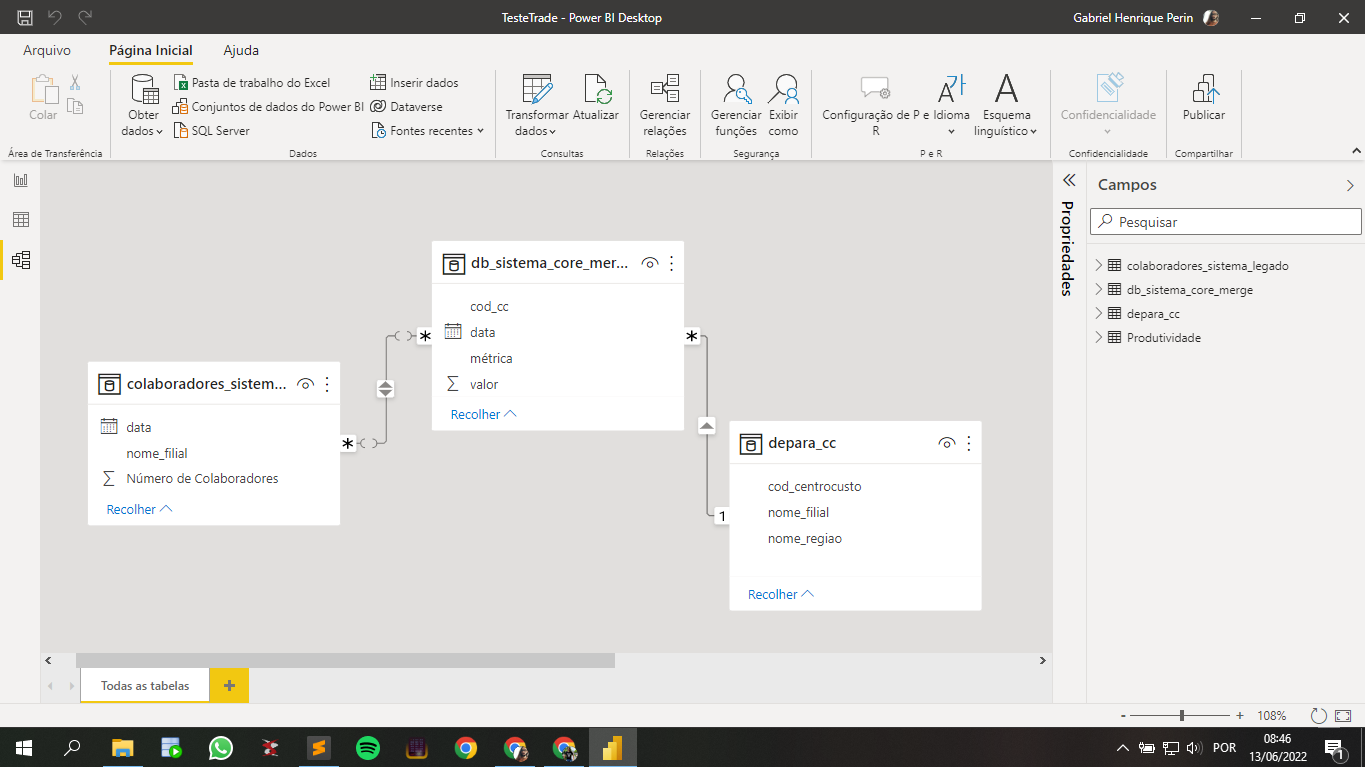 TesteTrade - Power BI Desktop
Gabriel Henrique Perin
Arquivo
Página Inicial
Ajuda
Colar
Área de Transferência
Obter dados
Pasta de trabalho do Excel
Conjuntos de dados do Power BI
SQL Server
Inserir dados
Dataverse
Fontes recentes
Dados
Transformar dados
Atualizar
Consultas
Gerenciar relações
Relações
Gerenciar funções
Exibir como
Segurança
Configuração de P e R
Idioma
Esquema linguístico
P e R
Confidencialidade
Confidencialidade
Publicar
Compartilhar
db_sistema_core_mer...
cod_cc
data
métrica
valor
Recolher
colaboradores_sistem...
data
nome_filial
Número de Colaboradores
Recolher
*
*
*
1
depara_cc
cod_centrocusto
nome_filial
nome_regiao
Recolher
Propriedades
Campos
Pesquisar
colaboradores_sistema_legado
db_sistema_core_merge
depara_cc
Produtividade
Todas as tabelas
+
- + 108%
POR
08:46
13/06/2022
1